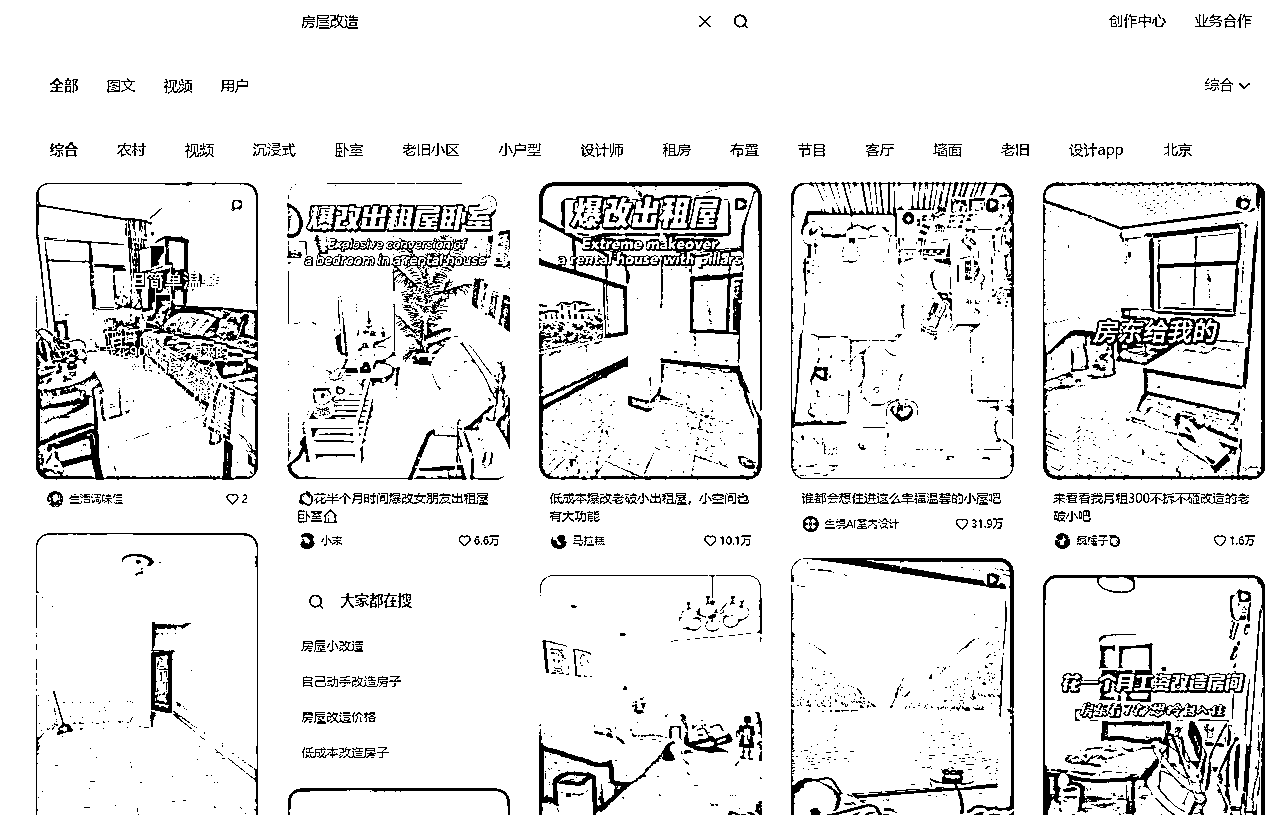 房屋改造
创作中心 业务合作
全部 图文 视频 用户
综合
综合 农村 视频 沉浸式 卧室 老旧小区 小户型 设计师 租房 布置 节目 客厅 墙面 老旧 设计app 北京
生活调味佳
2
爆改出租屋卧室
Explosive conversion of
a bedroom in a rental house
花半个月时间爆改女朋友出租屋
卧室
小末
6.6万
爆改出租屋
Extreme makeover
a rental house with pillars
低成本爆改老破小出租屋，小空间也
有大功能
马拉糕
10.1万
谁都会想住进这么幸福温馨的小屋吧
生境AI室内设计
31.9万
房东给我的
来看看我月租300不拆不砸改造的老
破小吧
1.6万
大家都在搜
房屋小改造
自己动手改造房子
房屋改造价格
低成本改造房子
花一个月工资改造房间